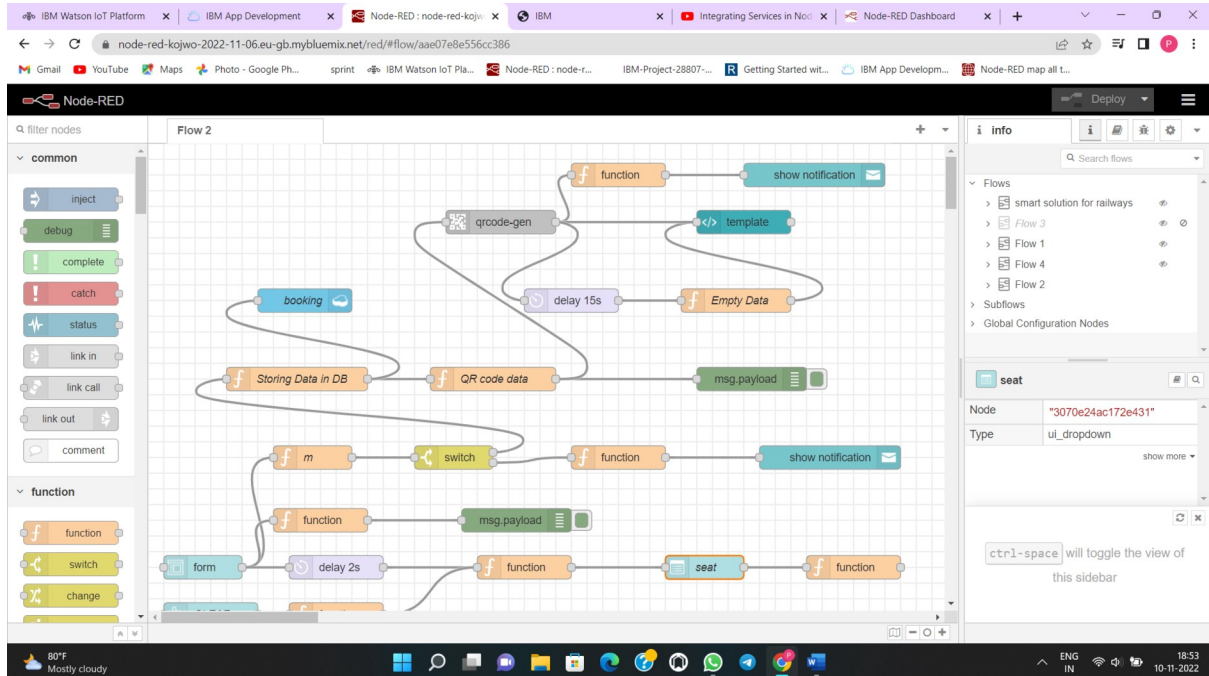 IBM Watson IoT Platform
IBM App Development
Node-RED : node-red-kojw
IBM
Integrating Services in Nod
Node-RED Dashboard
node-red-kojwo-2022-11-06.eu-gb.mybluemix.net/red/#flow/aae07e8e556cc386
P
Gmail
YouTube
Maps
Photo - Google Ph...
sprint
IBM Watson IoT Pla...
Node-RED : node-r...
IBM-Project-28807-...
Getting Started wit...
IBM App Developm...
Node-RED map all t...
Node-RED
Deploy
filter nodes
common
inject
debug
complete
catch
status
link in
link call
link out
comment
function
function
switch
change
Flow 2
function
show notification
qrcode-gen
template
booking
delay 15s
Empty Data
Storing Data in DB
QR code data
msg.payload
m
switch
function
show notification
function
msg.payload
form
delay 2s
function
seat
function
info
Search flows
Flows
smart solution for railways
Flow 3
Flow 1
Flow 4
Flow 2
Subflows
Global Configuration Nodes
seat
Node "3070e24ac172e431"
Type ui_dropdown
show more
ctrl-space will toggle the view of
this sidebar
80°F
Mostly cloudy
ENG
IN
18:53
10-11-2022